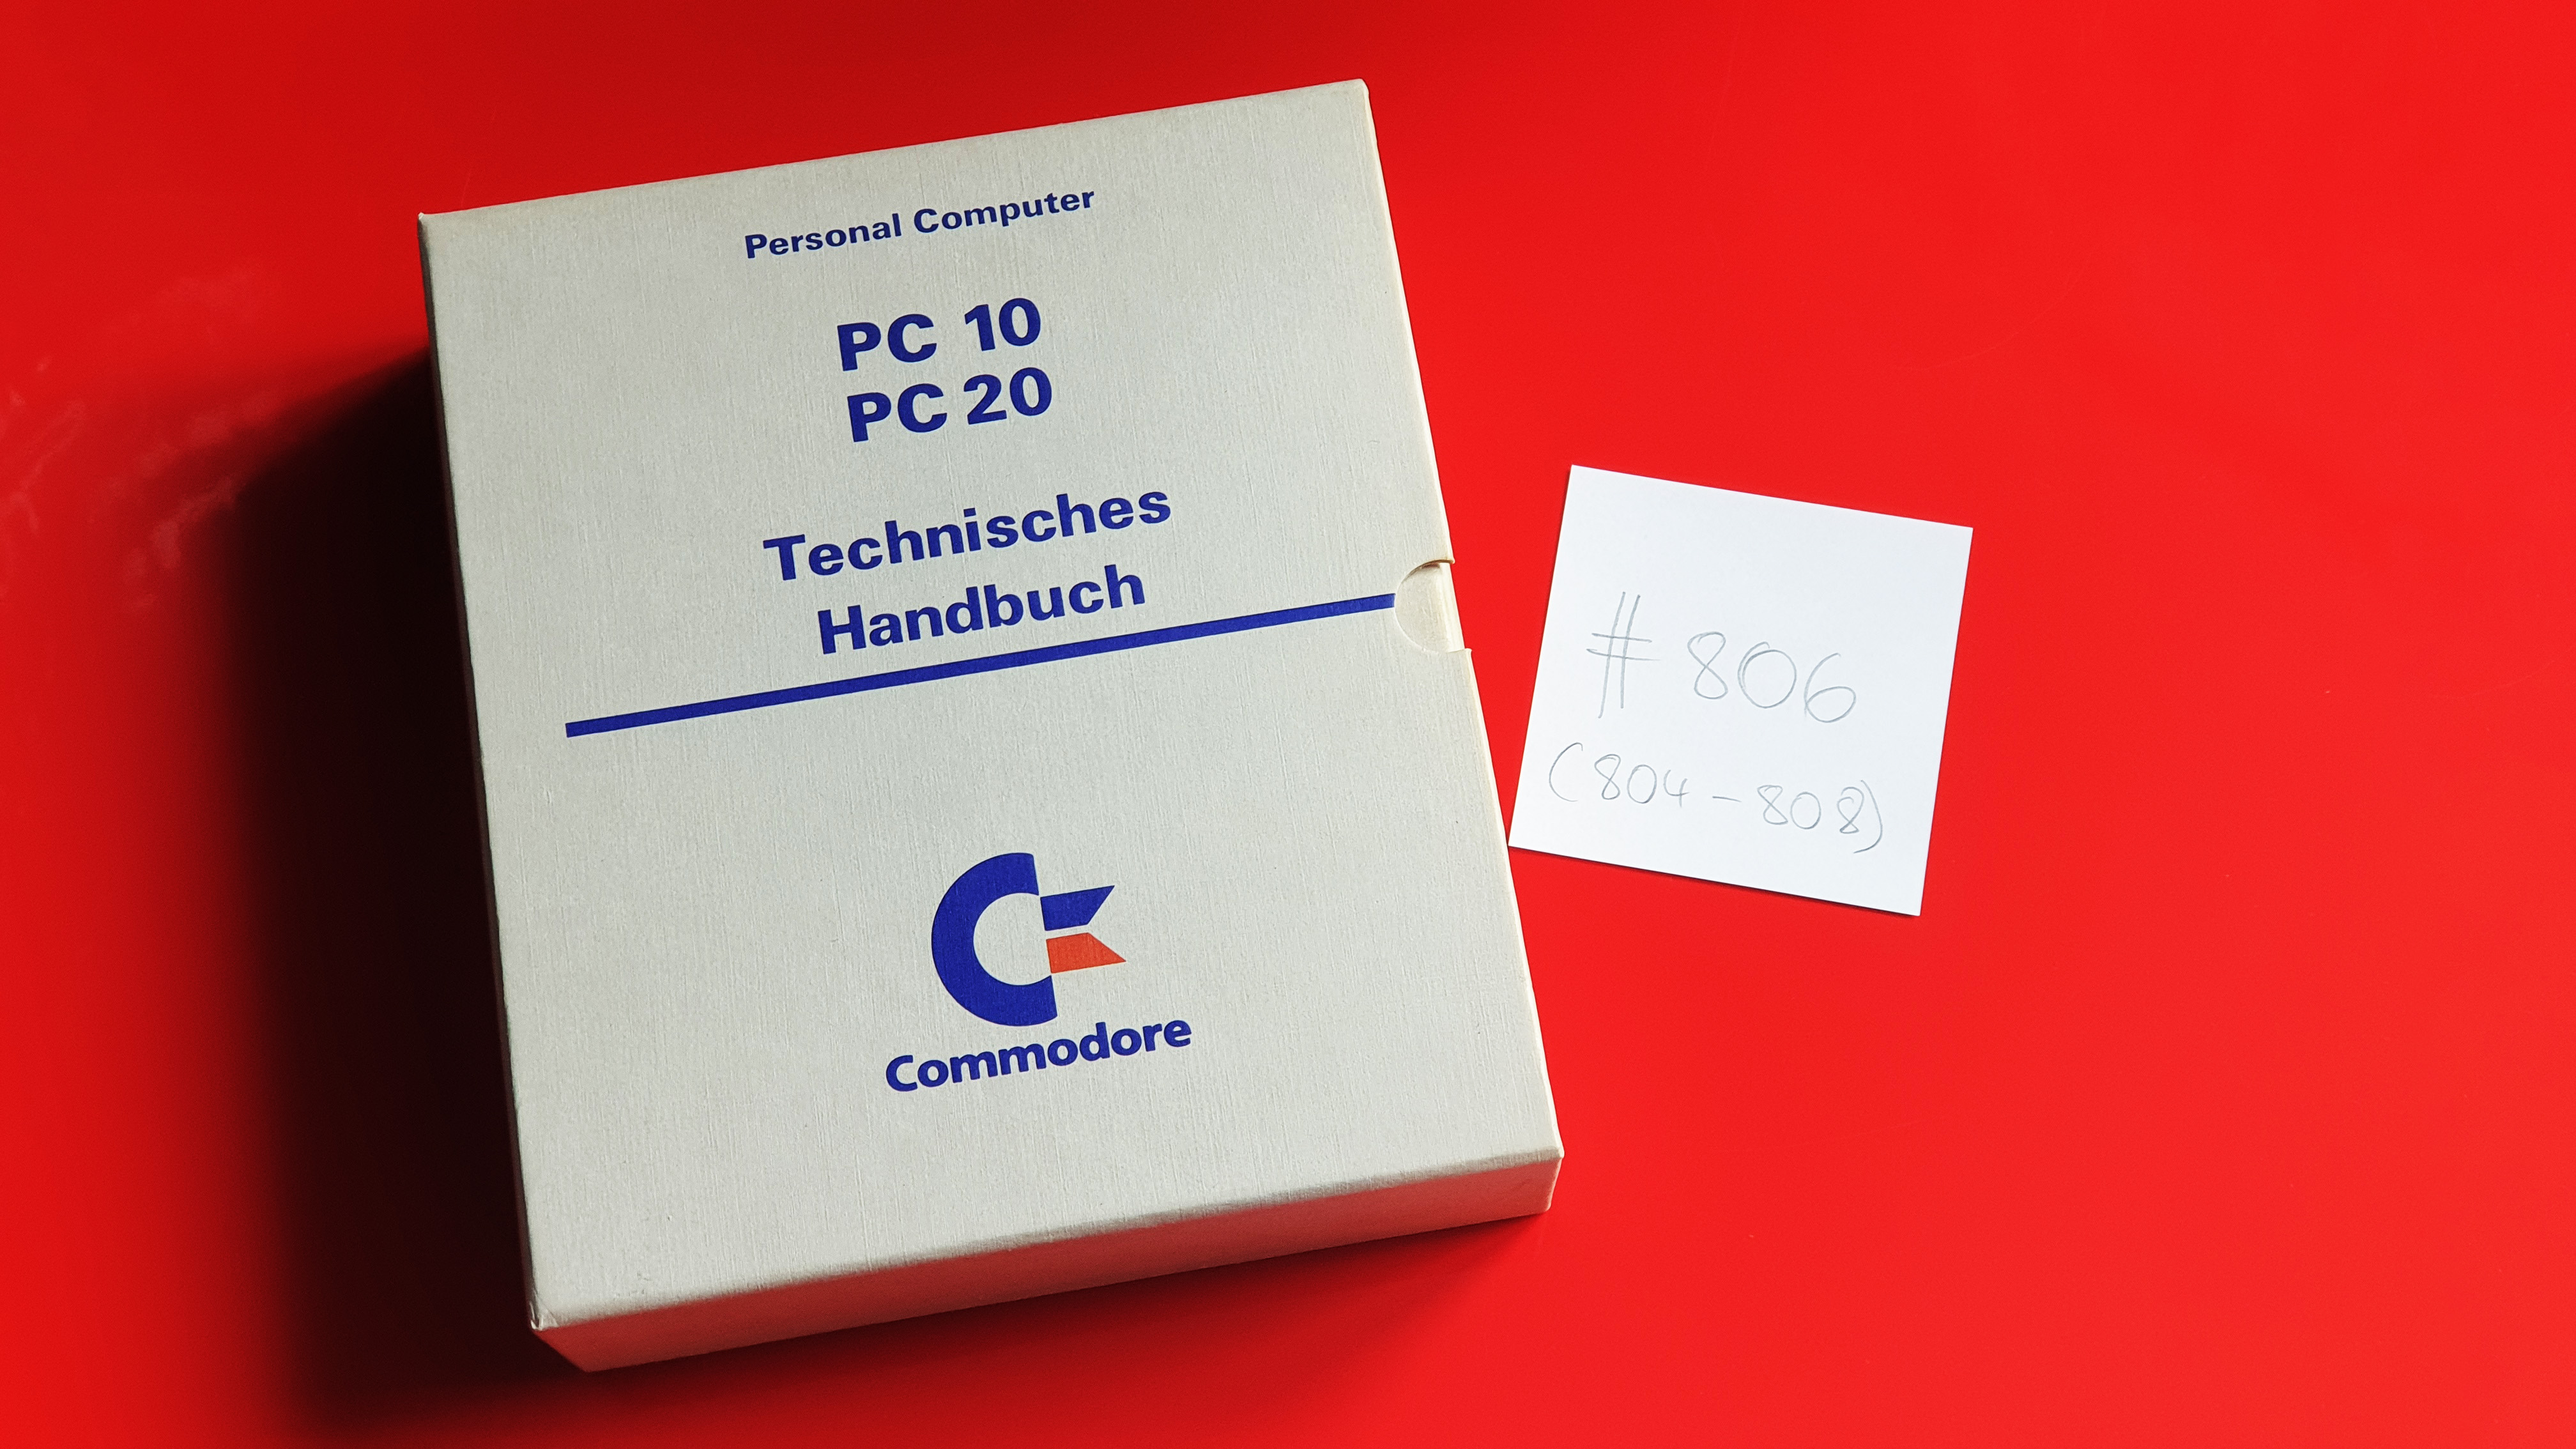 Personal Computer
PC 10
PC 20
Technisches
Handbuch
Commodore
# 806
(804 - 808)